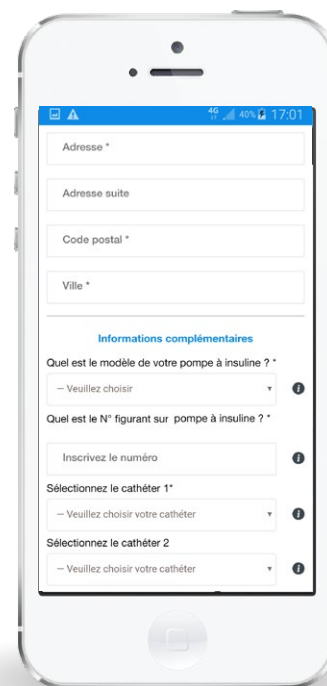 4G 40% 17:01
Adresse *
Adresse suite
Code postal *
Ville *
Informations complémentaires
Quel est le modèle de votre pompe à insuline ? *
– Veuillez choisir
Quel est le N° figurant sur pompe à insuline ? *
Inscrivez le numéro
Sélectionnez le cathéter 1*
– Veuillez choisir votre cathéter
Sélectionnez le cathéter 2
– Veuillez choisir votre cathéter